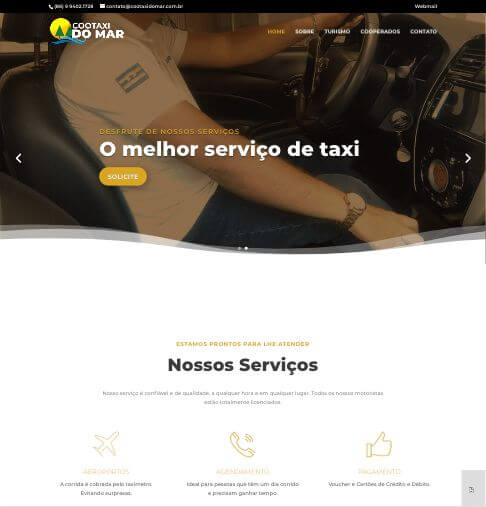 (88) 9 9402.1728 contato@cootaxidomar.com.br Webmail
COOTAXI
DO MAR
HOME SOBRE TURISMO COOPERADOS CONTATO
DESFRUTE DE NOSSOS SERVIÇOS
O melhor serviço de taxi
SOLICITE
ESTAMOS PRONTOS PARA LHE ATENDER
Nossos Serviços
Nosso serviço é confiável e de qualidade, a qualquer hora e em qualquer lugar. Todos os nossos motoristas
estão totalmente licenciados.
AEROPORTOS
A corrida é cobrada pelo taxímetro.
Evitando surpresas.
AGENDAMENTO
Ideal para pessoas que têm um dia corrido
e precisam ganhar tempo.
PAGAMENTO
Voucher e Cartões de Crédito e Débito.